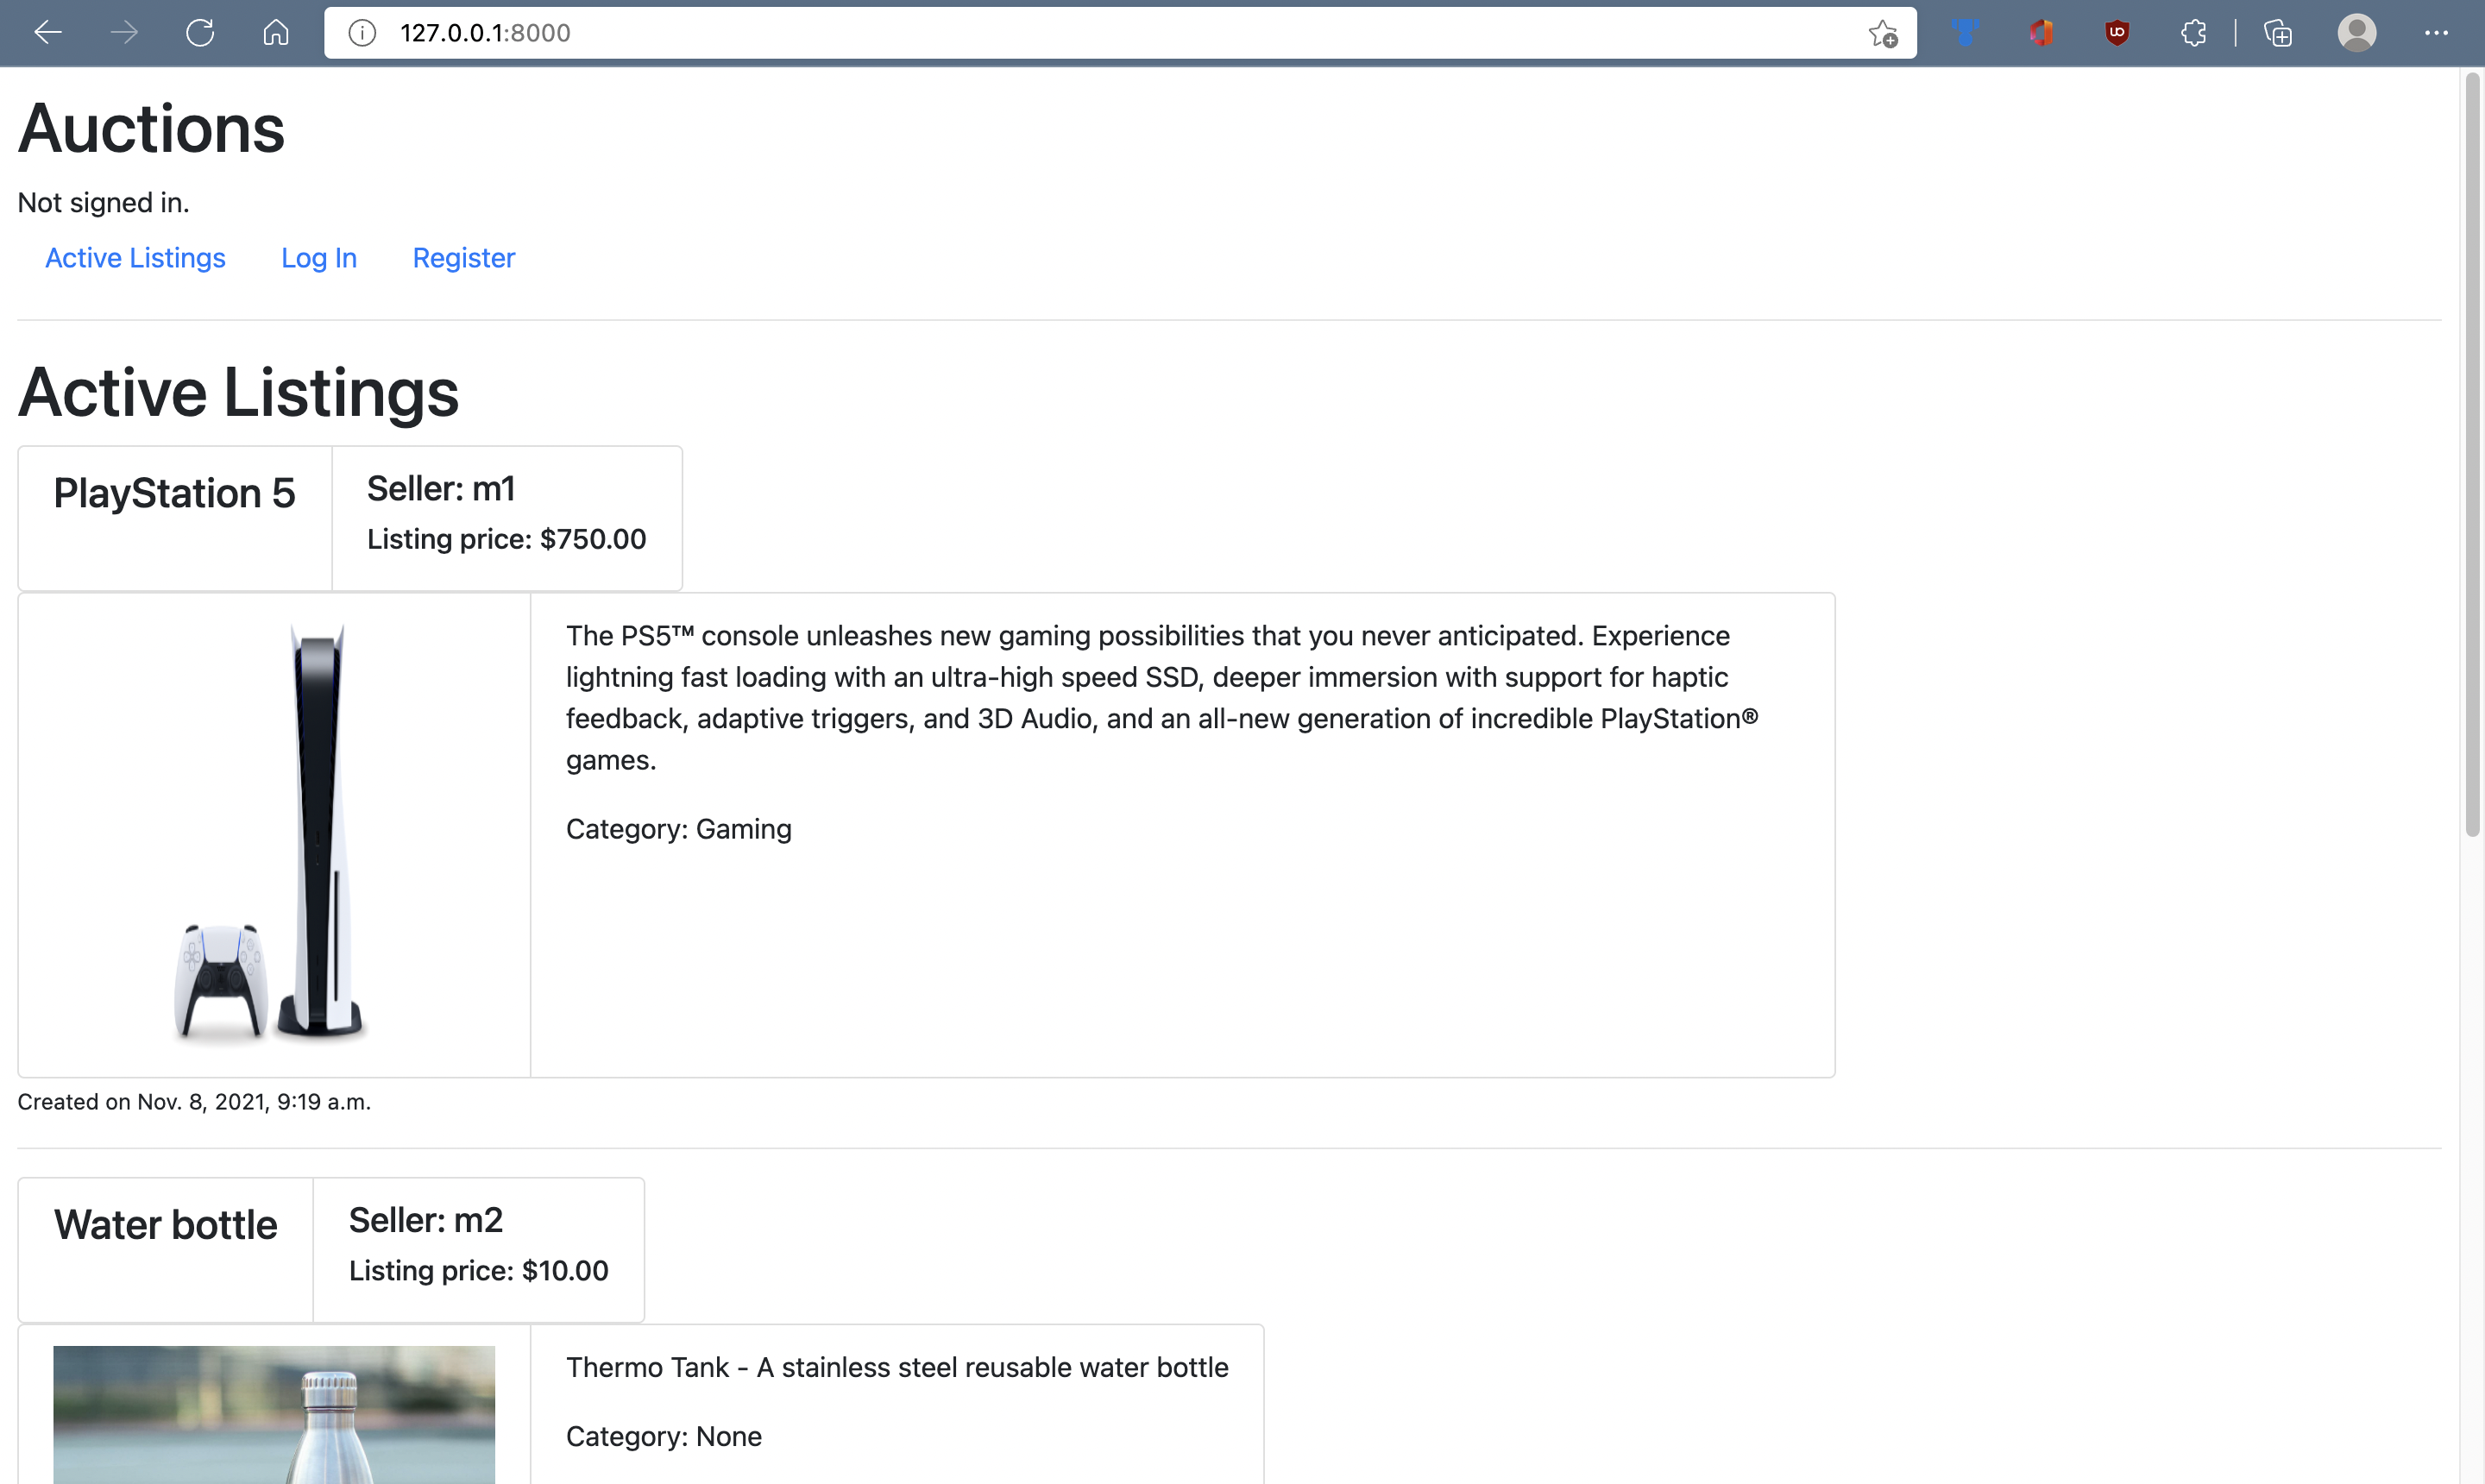 127.0.0.1:8000
Auctions
Not signed in.
Active Listings Log In Register
Active Listings
PlayStation 5
Seller: m1
Listing price: $750.00
The PS5™ console unleashes new gaming possibilities that you never anticipated. Experience
lightning fast loading with an ultra-high speed SSD, deeper immersion with support for haptic
feedback, adaptive triggers, and 3D Audio, and an all-new generation of incredible PlayStation®
games.
Category: Gaming
Created on Nov. 8, 2021, 9:19 a.m.
Water bottle
Seller: m2
Listing price: $10.00
Thermo Tank - A stainless steel reusable water bottle
Category: None